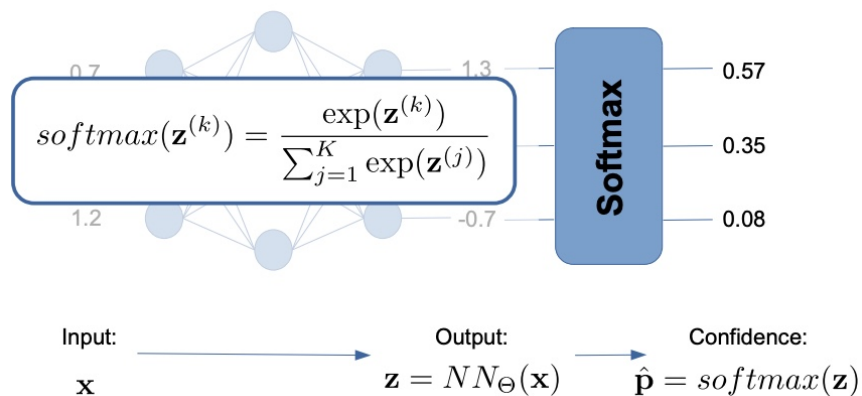 0.7
1.3
0.57
softmax(𝐳^(k)) = exp(𝐳^(k)) / ∑_{j=1}^{K} exp(𝐳^(j))
Softmax
0.35
1.2
-0.7
0.08
Input:
Output:
Confidence:
𝐱
𝐳 = NN_Θ(𝐱)
𝐩̂ = softmax(𝐳)